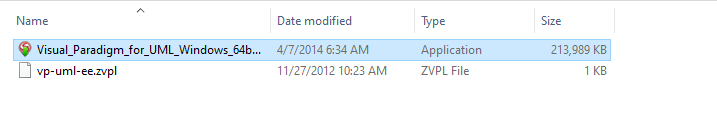 Name Date modified Type Size
Visual_Paradigm_for_UML_Windows_64b... 4/7/2014 6:34 AM Application 213,989 KB
vp-uml-ee.zvpl 11/27/2012 10:23 AM ZVPL File 1 KB